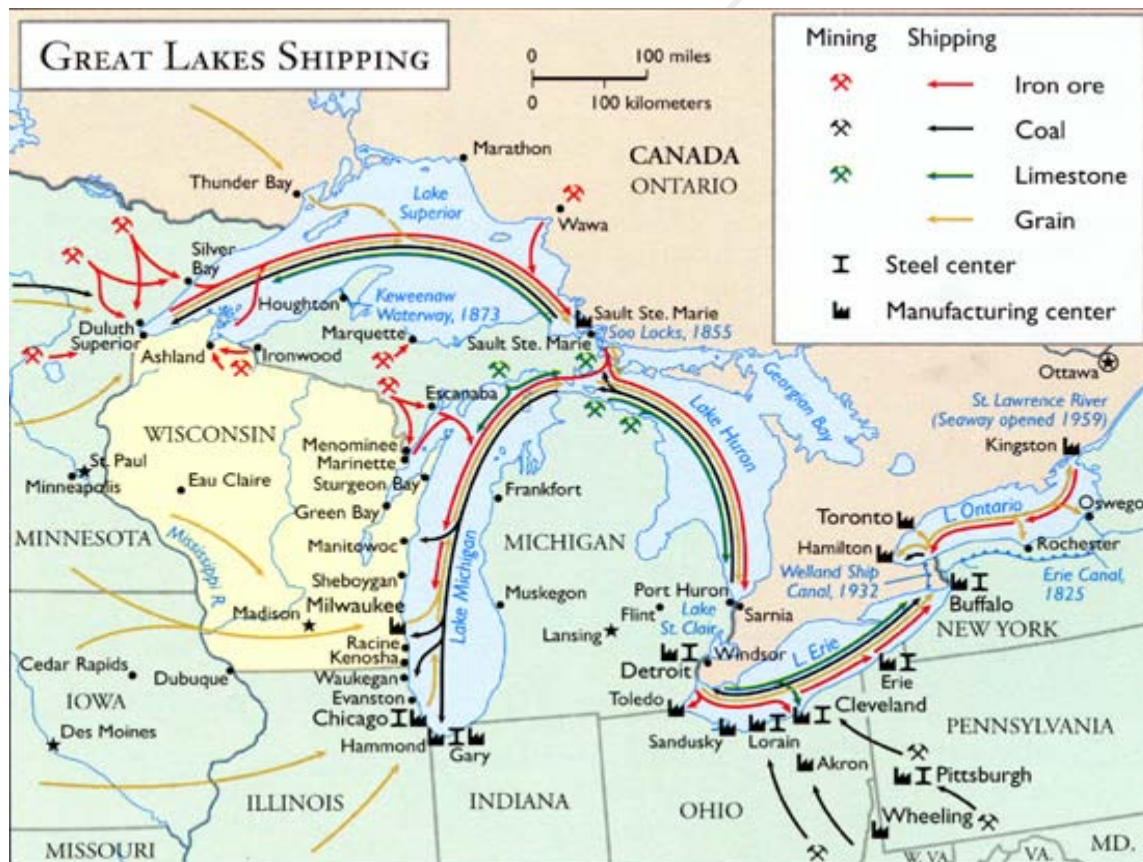 GREAT LAKES SHIPPING
0 100 miles
0 100 kilometers
Mining Shipping
Iron ore
Coal
Limestone
Grain
Steel center
Manufacturing center
Marathon
CANADA
ONTARIO
Thunder Bay
Lake
Superior
Wawa
Silver
Bay
Houghton
Keweenaw
Waterway, 1873
Sault Ste. Marie
Soo Locks, 1855
Duluth
Superior
Marquette
Sault Ste. Marie
Ashland
Ironwood
Ottawa
Escanaba
Georgian Bay
Lake Huron
St. Lawrence River
(Seaway opened 1959)
Kingston
WISCONSIN
Menominee
Marinette
St. Paul
Minneapolis
Eau Claire
Sturgeon Bay
Frankfort
Green Bay
L. Ontario
Oswego
Toronto
MINNESOTA
Mississippi R.
Manitowoc
MICHIGAN
Hamilton
Rochester
Lake Michigan
Welland Ship
Canal, 1932
Erie Canal,
1825
Sheboygan
Port Huron
Muskegon
Flint
Lake
St. Clair
Sarnia
Buffalo
Madison
Milwaukee
Lansing
NEW YORK
Racine
Kenosha
Windsor
L. Erie
Cedar Rapids
Dubuque
Waukegan
Detroit
Erie
IOWA
Evanston
Toledo
Cleveland
Des Moines
Chicago
PENNSYLVANIA
Hammond
Gary
Sandusky
Lorain
Akron
Pittsburgh
ILLINOIS
INDIANA
OHIO
Wheeling
MISSOURI
W. VA.
VA
MD.